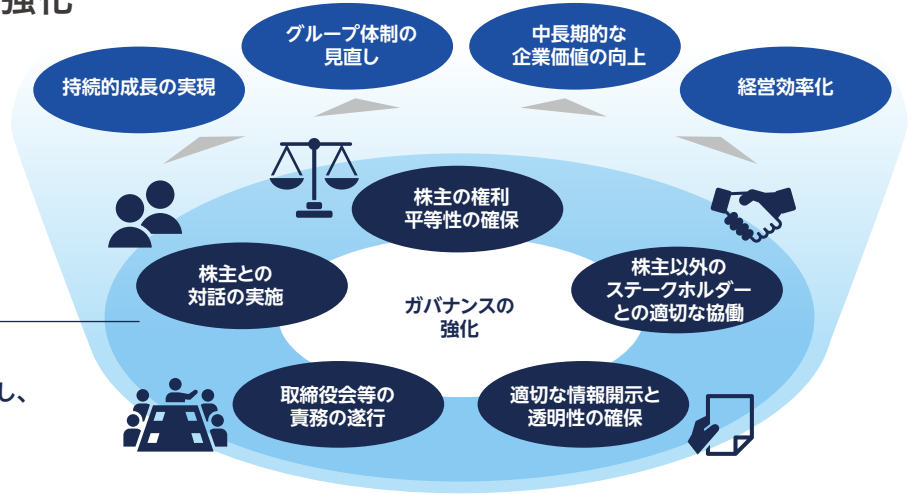 強化
グループ体制の
見直し
中長期的な
企業価値の向上
持続的成長の実現
経営効率化
株主の権利
平等性の確保
株主との
対話の実施
株主以外の
ステークホルダー
との適切な協働
ガバナンスの
強化
し、
取締役会等の
責務の遂行
適切な情報開示と
透明性の確保